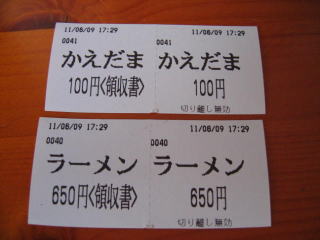 11/08/09 17:29 11/08/09 17:29
0041 0041
かえだま かえだま
100円<領収書> 100円
切り離し無効
11/08/09 17:29 11/08/09 17:29
0040 0040
ラーメン ラーメン
650円<領収書> 650円
切り離し無効